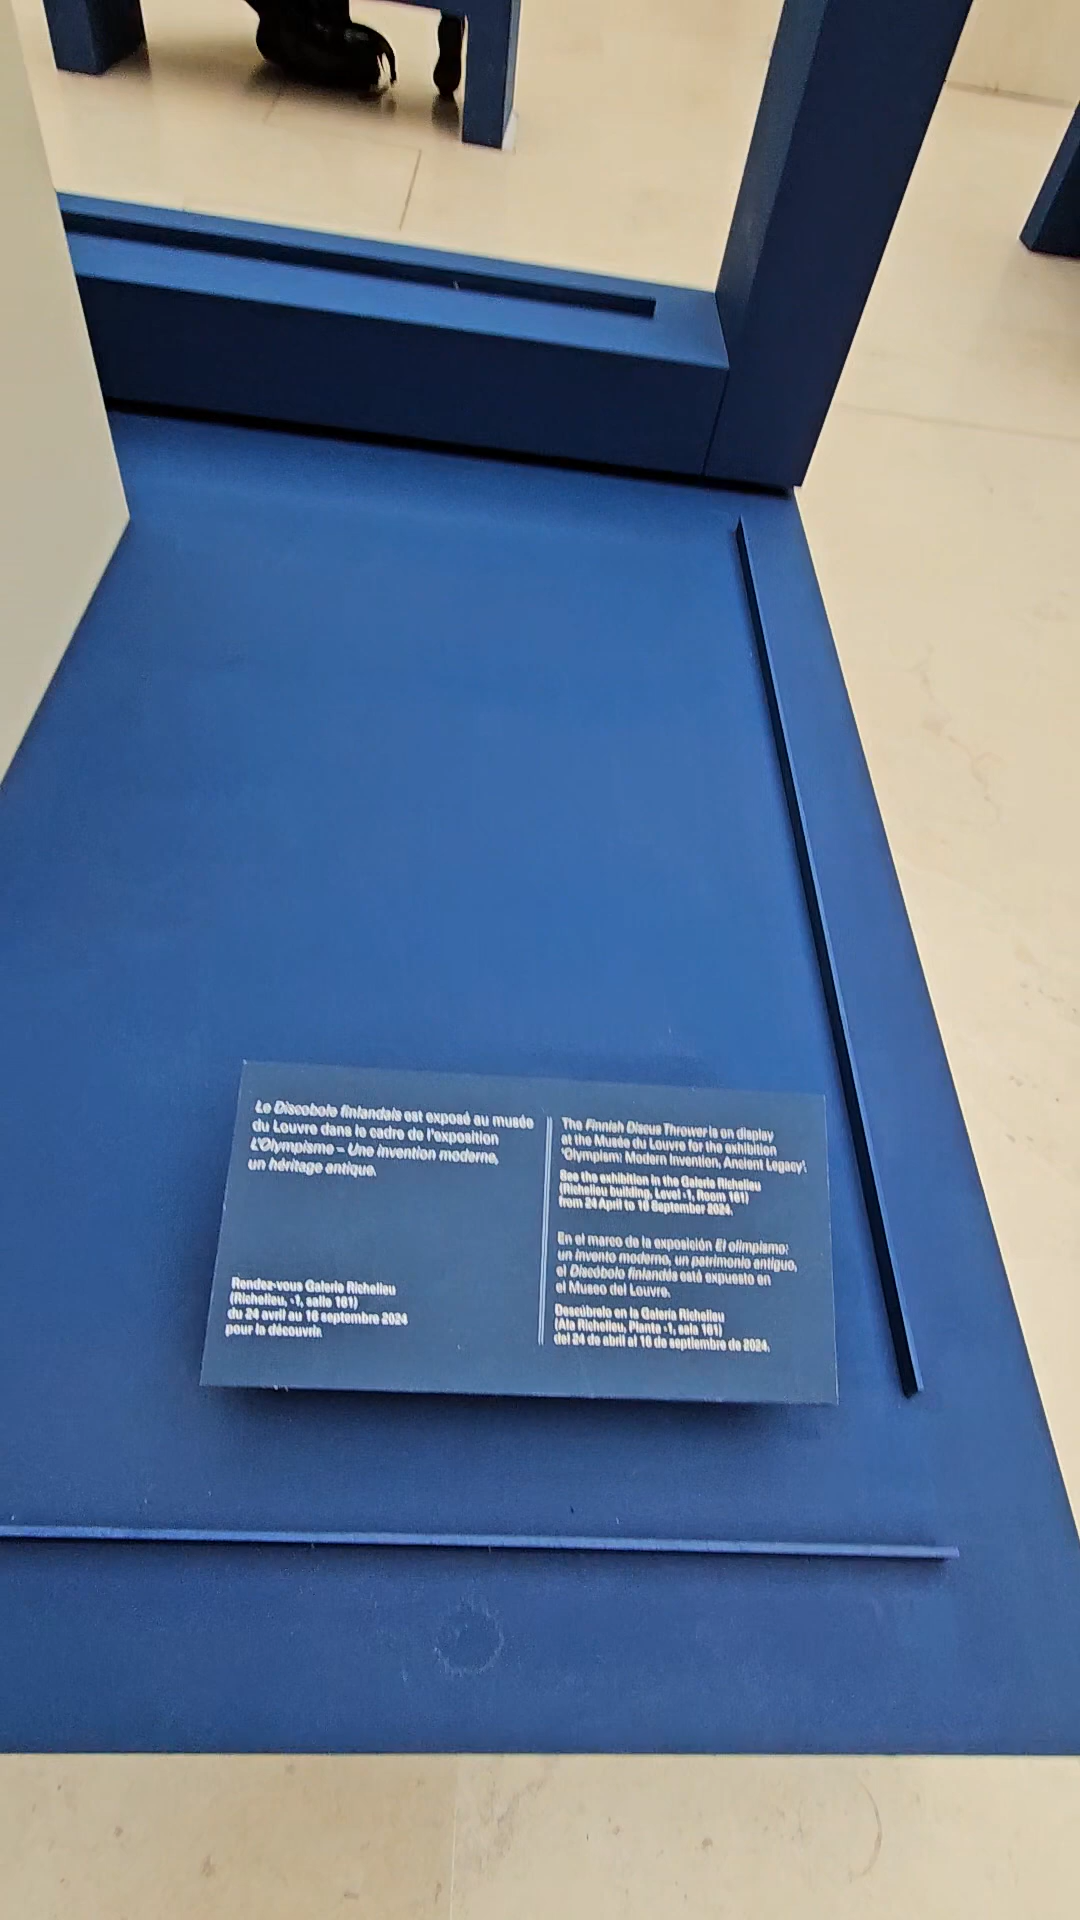 Le Discobole finlandais est exposé au musée
du Louvre dans le cadre de l'exposition
L'Olympisme – Une invention moderne,
un héritage antique.
Rendez-vous Galerie Richelieu
(Richelieu, -1, salle 161)
du 24 avril au 16 septembre 2024
pour la découvrir.
The Finnish Discus Thrower is on display
at the Musée du Louvre for the exhibition
'Olympism: Modern Invention, Ancient Legacy'.
See the exhibition in the Galerie Richelieu
(Richelieu building, Level -1, Room 161)
from 24 April to 16 September 2024.
En el marco de la exposición El olimpismo:
un invento moderno, un patrimonio antiguo,
el Discóbolo finlandés está expuesto en
el Museo del Louvre.
Descúbrelo en la Galería Richelieu
(Ala Richelieu, Planta -1, sala 161)
del 24 de abril al 16 de septiembre de 2024.